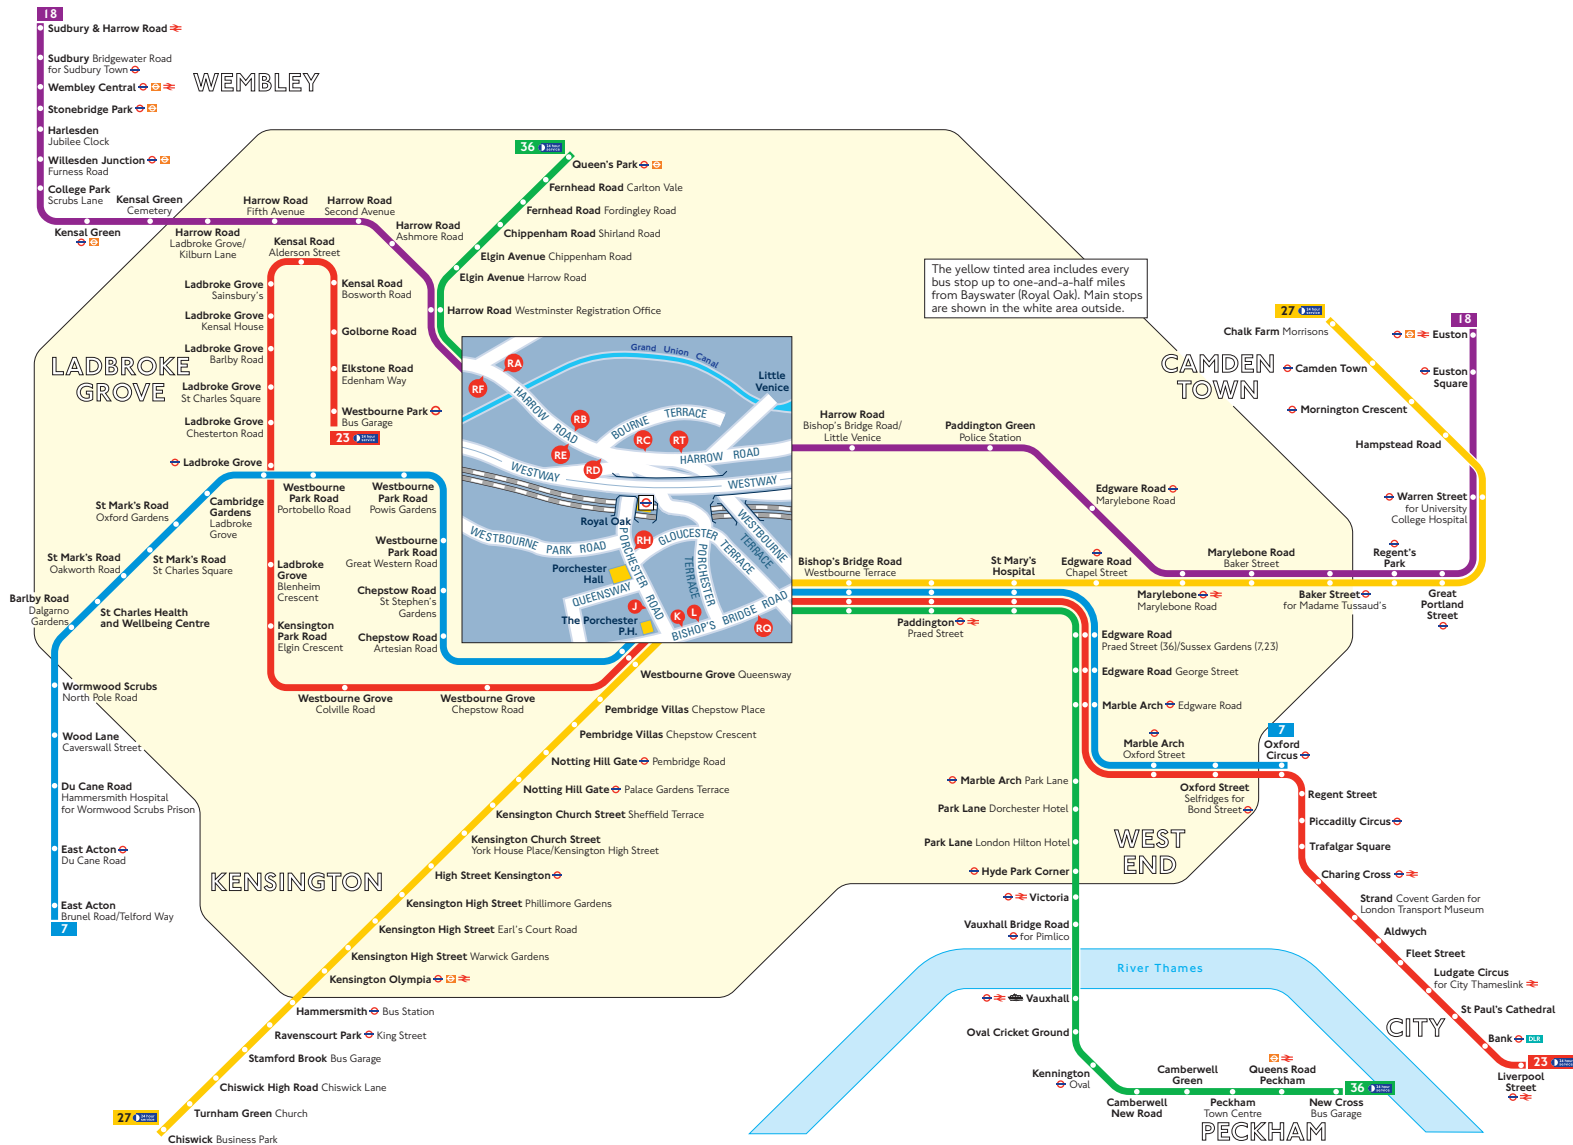 18
Sudbury & Harrow Road
Sudbury Bridgewater Road
for Sudbury Town
Wembley Central
Stonebridge Park
Harlesden
Jubilee Clock
Willesden Junction
Furness Road
College Park
Scrubs Lane
WEMBLEY
Kensal Green
Kensal Green
Cemetery
Harrow Road
Ladbroke Grove/
Kilburn Lane
Harrow Road
Fifth Avenue
Harrow Road
Second Avenue
Harrow Road
Ashmore Road
36 24 hour service
Queen's Park
Fernhead Road Carlton Vale
Fernhead Road Fordingley Road
Chippenham Road Shirland Road
Elgin Avenue Chippenham Road
Elgin Avenue Harrow Road
Harrow Road Westminster Registration Office
Kensal Road
Alderson Street
Kensal Road
Bosworth Road
Golborne Road
Elkstone Road
Edenham Way
Westbourne Park
Bus Garage
23 24 hour service
Ladbroke Grove
Sainsbury's
Ladbroke Grove
Kensal House
Ladbroke Grove
Barlby Road
Ladbroke Grove
St Charles Square
Ladbroke Grove
Chesterton Road
Ladbroke Grove
LADBROKE
GROVE
The yellow tinted area includes every
bus stop up to one-and-a-half miles
from Bayswater (Royal Oak). Main stops
are shown in the white area outside.
27 24 hour service
Chalk Farm Morrisons
Camden Town
Mornington Crescent
Hampstead Road
CAMDEN
TOWN
18
Euston
Euston
Square
Warren Street
for University
College Hospital
Regent's
Park
Great
Portland
Street
Grand Union Canal
Little
Venice
RA
RF
HARROW ROAD
RB
BOURNE TERRACE
RC
RT
RE
RD
HARROW ROAD
WESTWAY
WESTWAY
Royal Oak
WESTBOURNE PARK ROAD
PORCHESTER ROAD
RH
GLOUCESTER TERRACE
WESTBOURNE TERRACE
PORCHESTER TERRACE
Porchester
Hall
QUEENSWAY
J
K
L
The Porchester
P.H.
BISHOP'S BRIDGE ROAD
RQ
Harrow Road
Bishop's Bridge Road/
Little Venice
Paddington Green
Police Station
Edgware Road
Marylebone Road
Bishop's Bridge Road
Westbourne Terrace
St Mary's
Hospital
Edgware Road
Chapel Street
Marylebone Road
Baker Street
Paddington
Praed Street
Marylebone
Marylebone Road
Baker Street
for Madame Tussaud's
St Mark's Road
Oxford Gardens
Cambridge
Gardens
Ladbroke
Grove
Westbourne
Park Road
Portobello Road
Westbourne
Park Road
Powis Gardens
Westbourne
Park Road
Great Western Road
Chepstow Road
St Stephen's
Gardens
Chepstow Road
Artesian Road
St Mark's Road
Oakworth Road
St Mark's Road
St Charles Square
Barlby Road
Dalgarno
Gardens
St Charles Health
and Wellbeing Centre
Ladbroke
Grove
Blenheim
Crescent
Kensington
Park Road
Elgin Crescent
Westbourne Grove
Colville Road
Westbourne Grove
Chepstow Road
Wormwood Scrubs
North Pole Road
Wood Lane
Caverswall Street
Du Cane Road
Hammersmith Hospital
for Wormwood Scrubs Prison
East Acton
Du Cane Road
East Acton
Brunel Road/Telford Way
7
KENSINGTON
Westbourne Grove Queensway
Pembridge Villas Chepstow Place
Pembridge Villas Chepstow Crescent
Notting Hill Gate Pembridge Road
Notting Hill Gate Palace Gardens Terrace
Kensington Church Street Sheffield Terrace
Kensington Church Street
York House Place/Kensington High Street
High Street Kensington
Kensington High Street Phillimore Gardens
Kensington High Street Earl's Court Road
Kensington High Street Warwick Gardens
Kensington Olympia
Hammersmith Bus Station
Ravenscourt Park King Street
Stamford Brook Bus Garage
Chiswick High Road Chiswick Lane
Turnham Green Church
27 24 hour service
Chiswick Business Park
Edgware Road
Praed Street (36)/Sussex Gardens (7,23)
Edgware Road George Street
Marble Arch Edgware Road
Marble Arch
Oxford Street
7
Oxford
Circus
Oxford Street
Selfridges for
Bond Street
Marble Arch Park Lane
Park Lane Dorchester Hotel
Park Lane London Hilton Hotel
Hyde Park Corner
Victoria
Vauxhall Bridge Road
for Pimlico
WEST
END
River Thames
Vauxhall
Oval Cricket Ground
Kennington
Oval
Camberwell
New Road
Camberwell
Green
Peckham
Town Centre
Queens Road
Peckham
New Cross
Bus Garage
36 24 hour service
PECKHAM
Regent Street
Piccadilly Circus
Trafalgar Square
Charing Cross
Strand Covent Garden for
London Transport Museum
Aldwych
Fleet Street
Ludgate Circus
for City Thameslink
St Paul's Cathedral
CITY
Bank DLR
23 24 hour service
Liverpool
Street